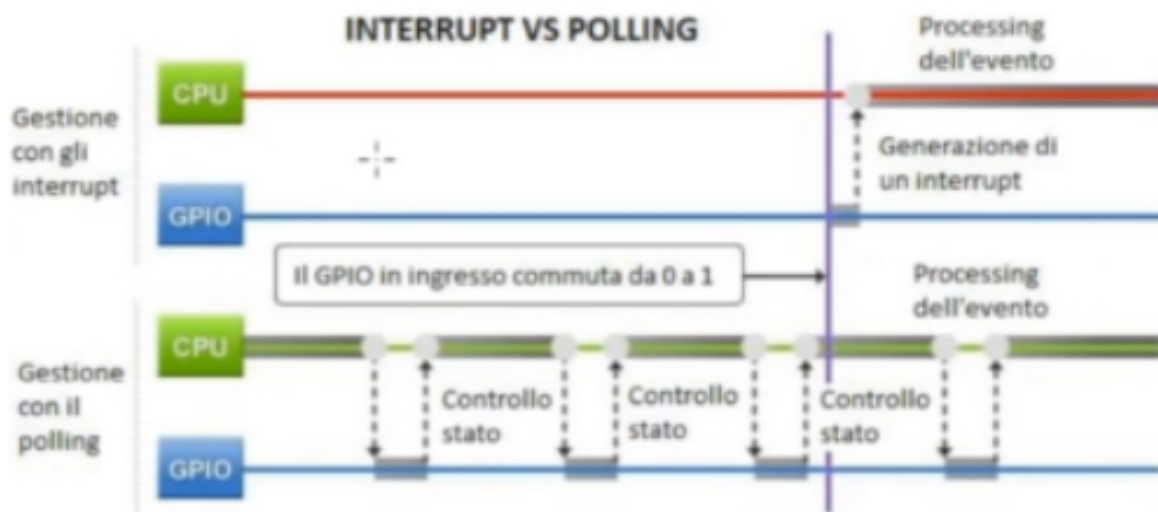 INTERRUPT VS POLLING
Processing
dell'evento
CPU
Gestione
con gli
interrupt
Generazione di
un interrupt
GPIO
Il GPIO in ingresso commuta da 0 a 1
Processing
dell'evento
CPU
Gestione
con il
polling
Controllo
stato
Controllo
stato
Controllo
stato
GPIO